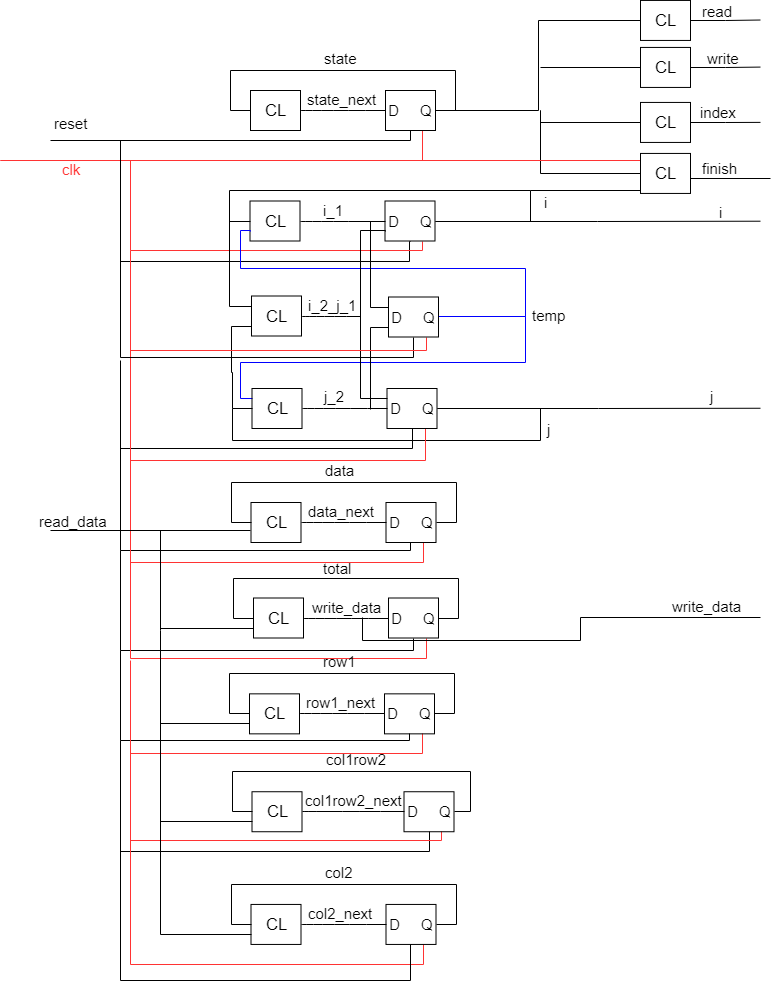 read
CL
write
CL
state
CL
state_next
D Q
index
CL
reset
clk
finish
CL
i
i
CL
i_1
D Q
CL
i_2_j_1
D Q
temp
CL
j_2
D Q
j
j
data
CL
data_next
D Q
read_data
total
CL
write_data
D Q
write_data
row1
CL
row1_next
D Q
col1row2
CL
col1row2_next
D Q
col2
CL
col2_next
D Q